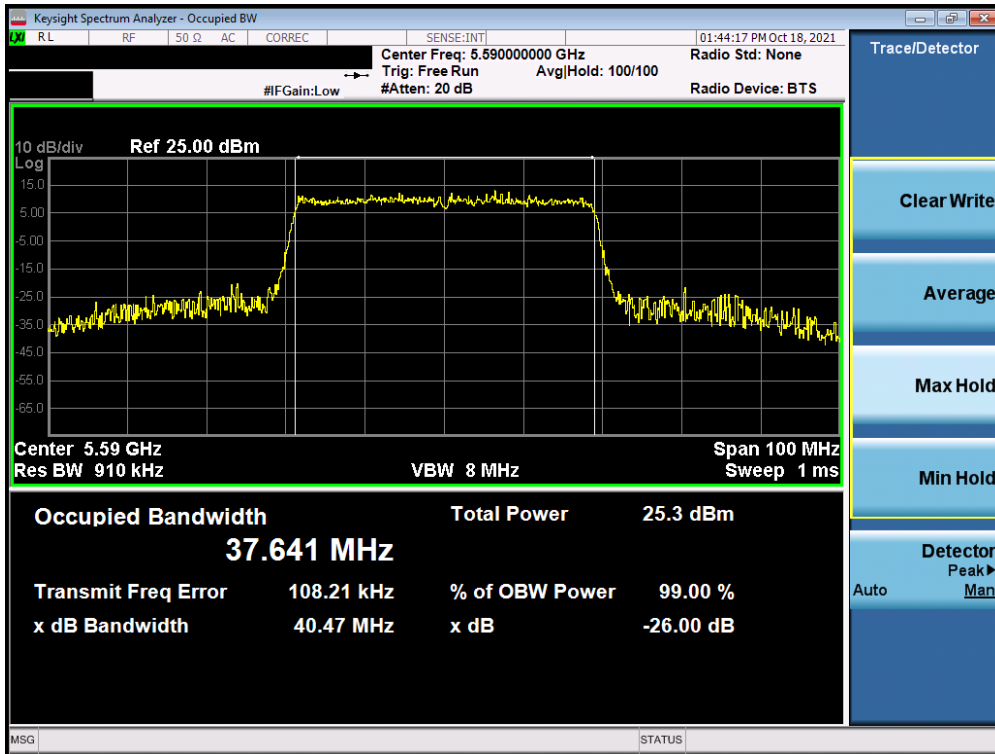 Keysight Spectrum Analyzer - Occupied BW
LXI RL RF 50 Ω AC CORREC SENSE:INT 01:44:17 PM Oct 18, 2021
Center Freq: 5.590000000 GHz Radio Std: None
Trig: Free Run Avg|Hold: 100/100
#IFGain:Low #Atten: 20 dB Radio Device: BTS
10 dB/div Ref 25.00 dBm
Log
15.0
5.00
-5.00
-15.0
-25.0
-35.0
-45.0
-55.0
-65.0
Center 5.59 GHz Span 100 MHz
Res BW 910 kHz VBW 8 MHz Sweep 1 ms
Occupied Bandwidth Total Power 25.3 dBm
37.641 MHz
Transmit Freq Error 108.21 kHz % of OBW Power 99.00 %
x dB Bandwidth 40.47 MHz x dB -26.00 dB
MSG STATUS
Trace/Detector
Clear Write
Average
Max Hold
Min Hold
Detector
Peak▶
Auto Man